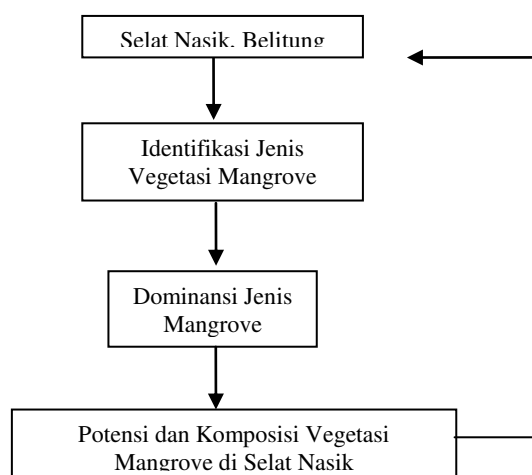 Selat Nasik, Belitung
Identifikasi Jenis
Vegetasi Mangrove
Dominansi Jenis
Mangrove
Potensi dan Komposisi Vegetasi
Mangrove di Selat Nasik